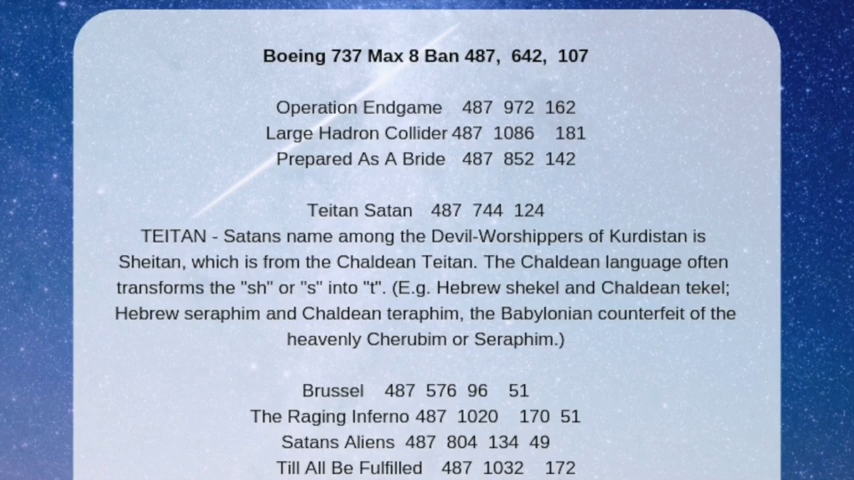 Boeing 737 Max 8 Ban 487, 642, 107
Operation Endgame 487 972 162
Large Hadron Collider 487 1086 181
Prepared As A Bride 487 852 142
Teitan Satan 487 744 124
TEITAN - Satans name among the Devil-Worshippers of Kurdistan is
Sheitan, which is from the Chaldean Teitan. The Chaldean language often
transforms the "sh" or "s" into "t". (E.g. Hebrew shekel and Chaldean tekel;
Hebrew seraphim and Chaldean teraphim, the Babylonian counterfeit of the
heavenly Cherubim or Seraphim.)
Brussel 487 576 96 51
The Raging Inferno 487 1020 170 51
Satans Aliens 487 804 134 49
Till All Be Fulfilled 487 1032 172